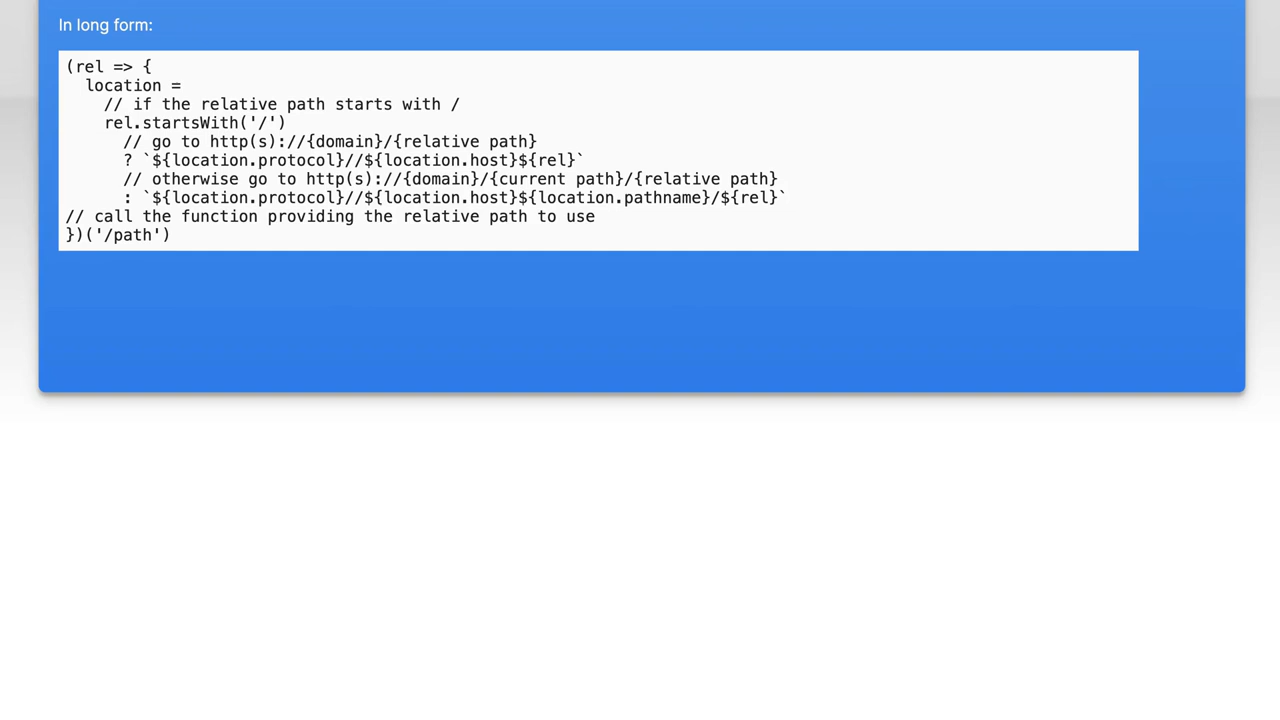 In long form:
(rel => {
  location =
    // if the relative path starts with /
    rel.startsWith('/')
      // go to http(s)://{domain}/{relative path}
      ? `${location.protocol}//${location.host}${rel}`
      // otherwise go to http(s)://{domain}/{current path}/{relative path}
      : `${location.protocol}//${location.host}${location.pathname}/${rel}`
// call the function providing the relative path to use
})('/path')